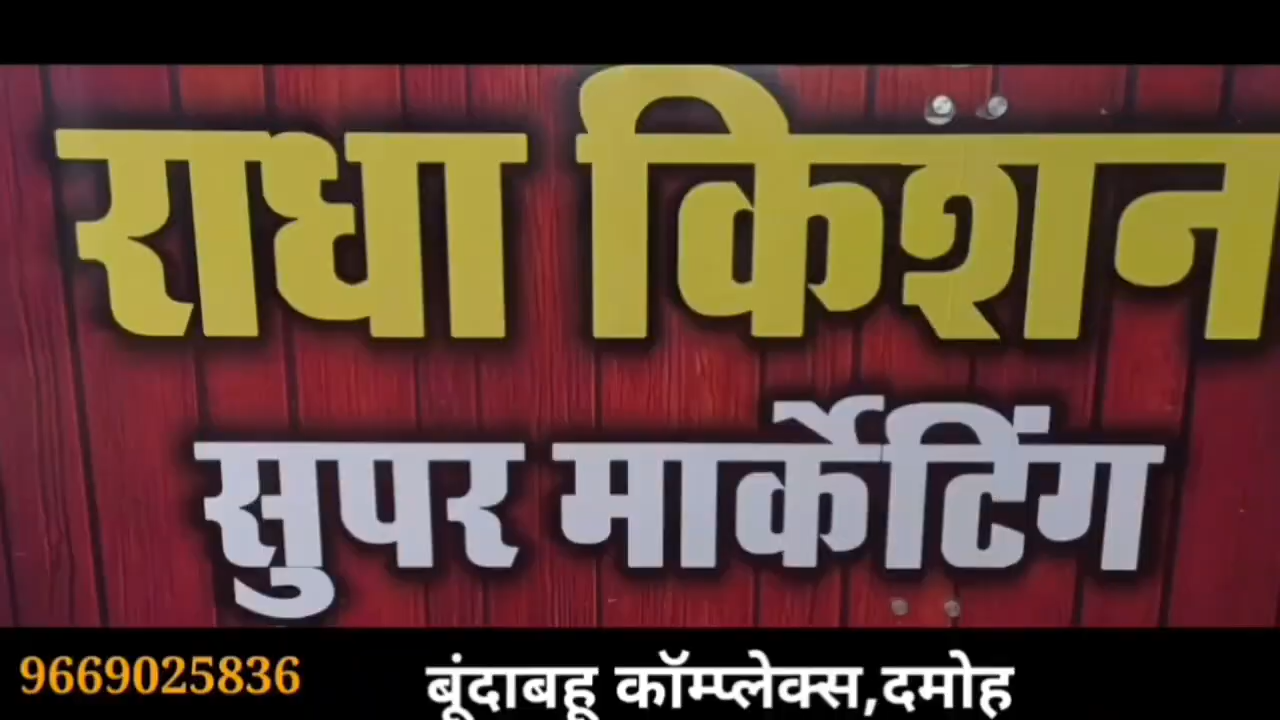 राधा किशन
सुपर मार्केटिंग
9669025836 बूंदाबहू कॉम्प्लेक्स,दमोह